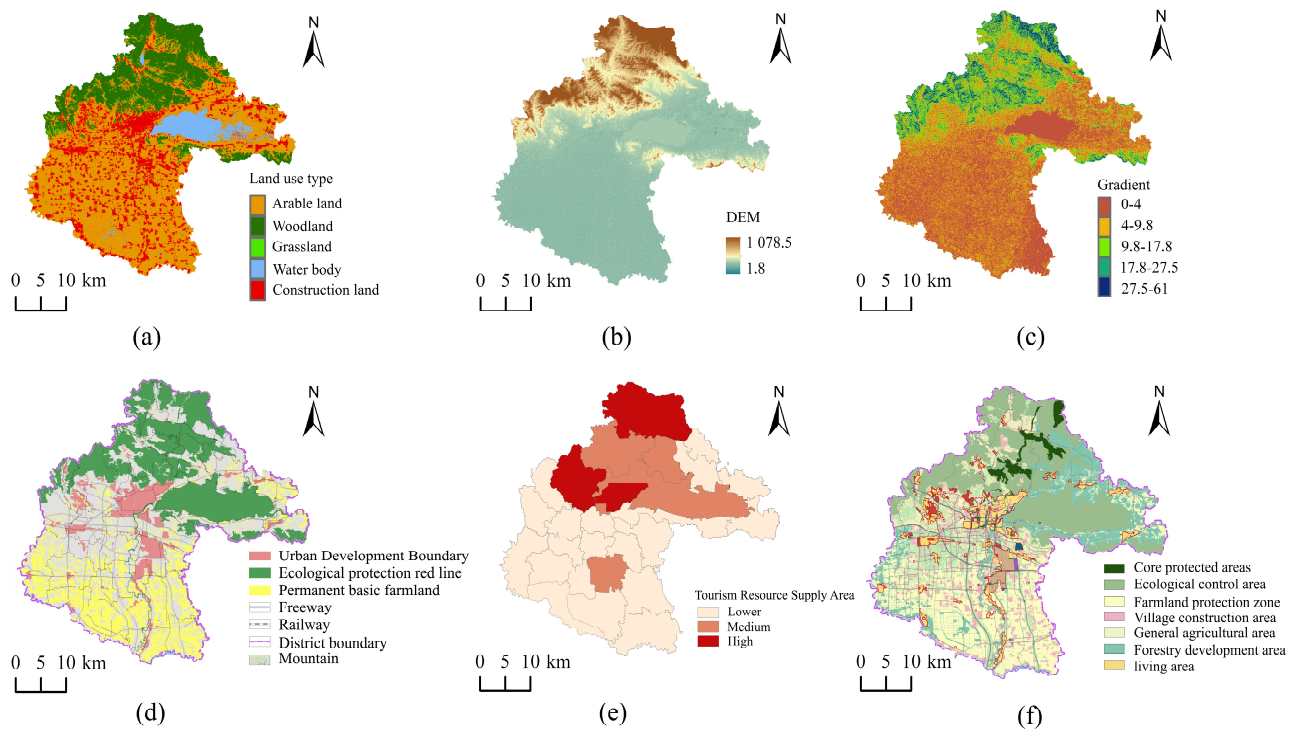 N
Land use type
Arable land
Woodland
Grassland
Water body
Construction land
0 5 10 km
(a)
N
DEM
1 078.5
1.8
0 5 10 km
(b)
N
Gradient
0-4
4-9.8
9.8-17.8
17.8-27.5
27.5-61
0 5 10 km
(c)
N
Urban Development Boundary
Ecological protection red line
Permanent basic farmland
Freeway
Railway
District boundary
Mountain
0 5 10 km
(d)
N
Tourism Resource Supply Area
Lower
Medium
High
0 5 10 km
(e)
N
Core protected areas
Ecological control area
Farmland protection zone
Village construction area
General agricultural area
Forestry development area
living area
0 5 10 km
(f)